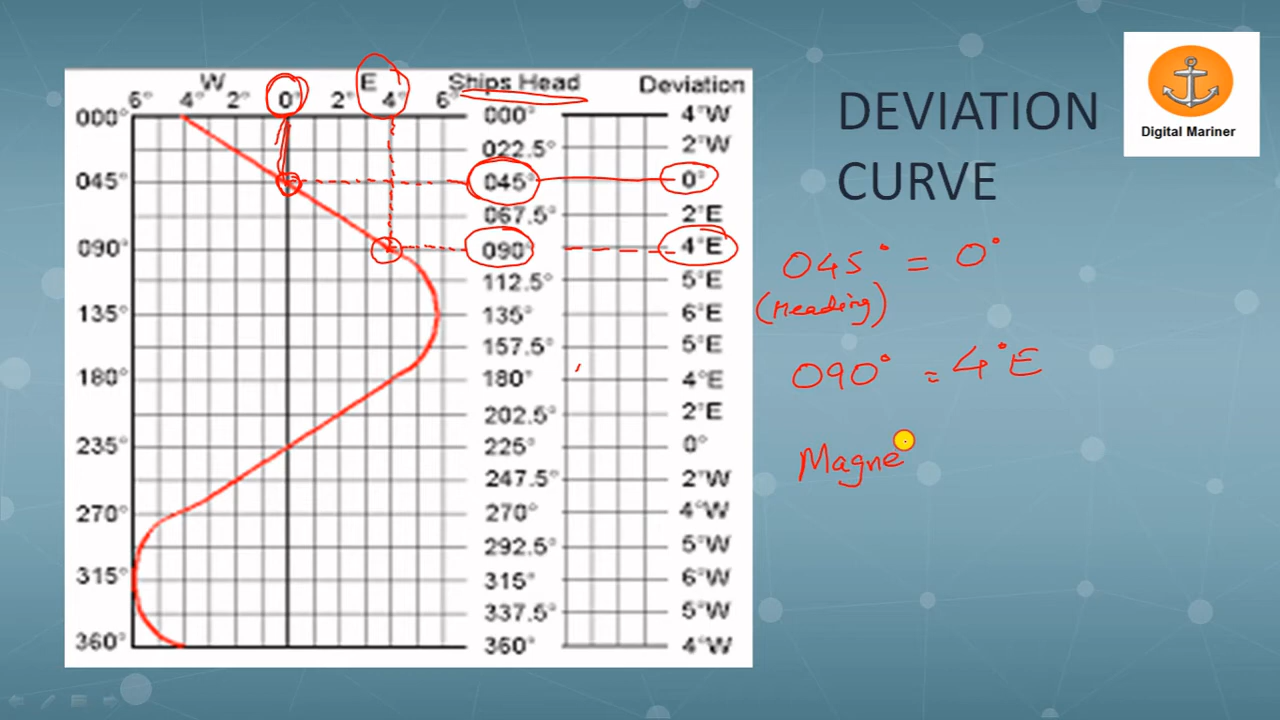 W E Ships Head Deviation
6° 4° 2° 0° 2° 4° 6°
000° 000° 4°W
022.5° 2°W
045° 045° 0°
067.5° 2°E
090° 090° 4°E
112.5° 5°E
135° 135° 6°E
157.5° 5°E
180° 180° 4°E
202.5° 2°E
235° 225° 0°
247.5° 2°W
270° 270° 4°W
292.5° 5°W
315° 315° 6°W
337.5° 5°W
360° 360° 4°W
Digital Mariner
DEVIATION
CURVE
045° = 0°
(Heading)
090° = 4°E
Magne